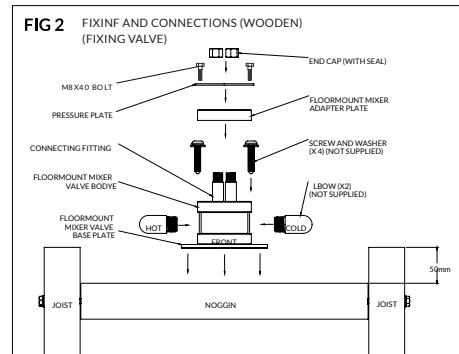 FIG 2 FIXINF AND CONNECTIONS (WOODEN)
(FIXING VALVE)
END CAP (WITH SEAL)
M8X40 BOLT
PRESSURE PLATE
FLOORMOUNT MIXER
ADAPTER PLATE
CONNECTING FITTING
SCREW AND WASHER
(X 4) (NOT SUPPLIED)
FLOORMOUNT MIXER
VALVE BODYE
LBOW (X2)
(NOT SUPPLIED)
FLOORMOUNT
MIXER VALVE
BASE PLATE
HOT
COLD
FRONT
50mm
JOIST
NOGGIN
JOIST